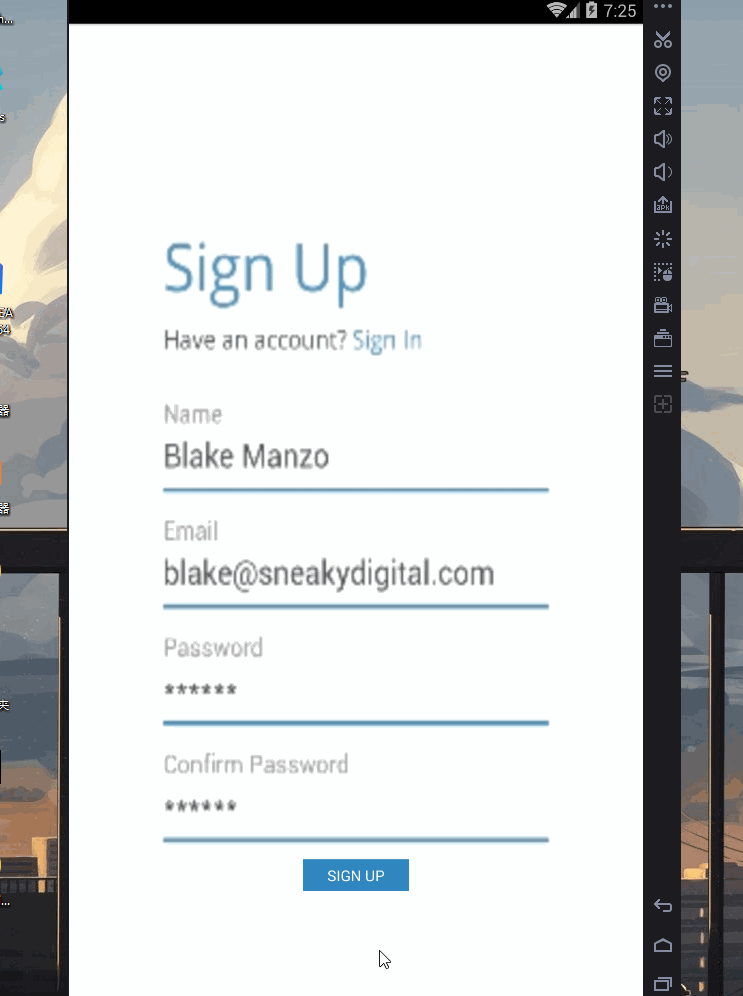 7:25
Sign Up
Have an account? Sign In
Name
Blake Manzo
Email
blake@sneakydigital.com
Password
******
Confirm Password
******
SIGN UP